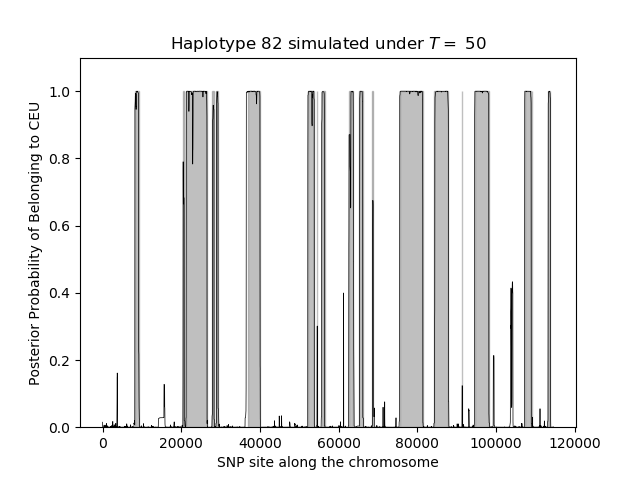 Haplotype 82 simulated under T = 50
Posterior Probability of Belonging to CEU
1.0
0.8
0.6
0.4
0.2
0.0
0 20000 40000 60000 80000 100000 120000
SNP site along the chromosome